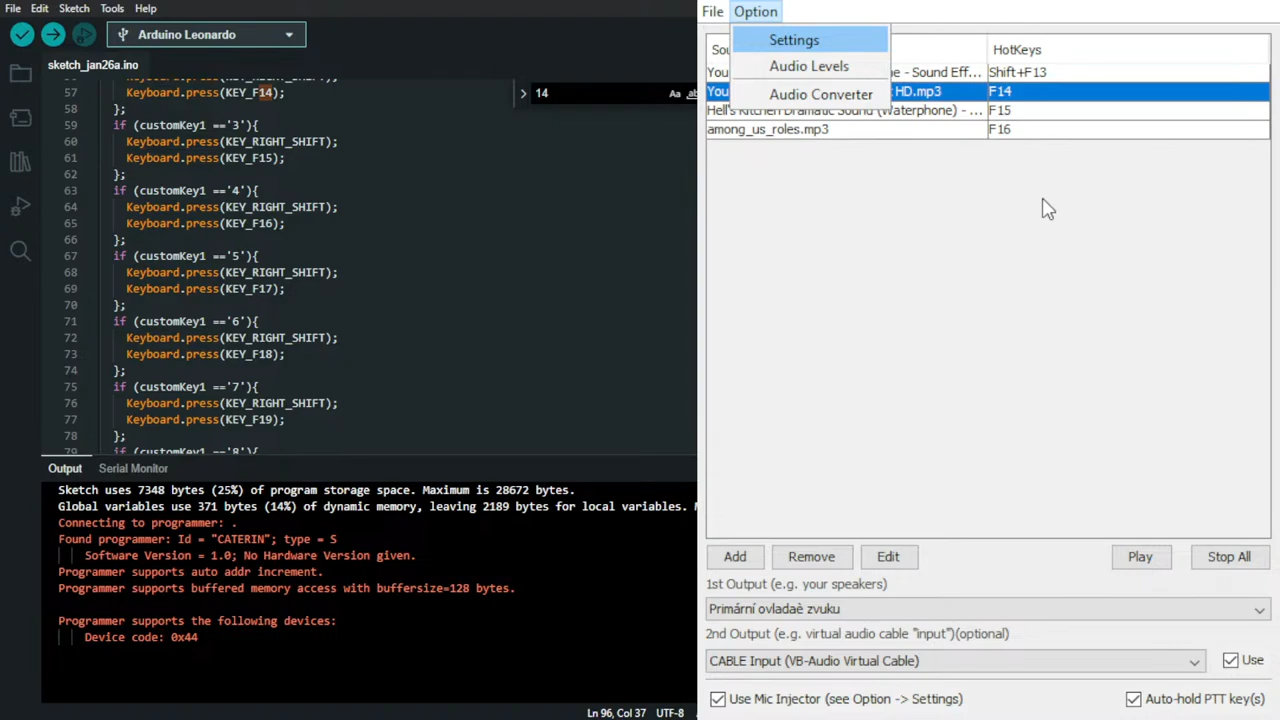 File Edit Sketch Tools Help
Arduino Leonardo
sketch_jan26a.ino
57 Keyboard.press(KEY_F14);
58 };
59 if (customKey1 =='3'){
60 Keyboard.press(KEY_RIGHT_SHIFT);
61 Keyboard.press(KEY_F15);
62 };
63 if (customKey1 =='4'){
64 Keyboard.press(KEY_RIGHT_SHIFT);
65 Keyboard.press(KEY_F16);
66 };
67 if (customKey1 =='5'){
68 Keyboard.press(KEY_RIGHT_SHIFT);
69 Keyboard.press(KEY_F17);
70 };
71 if (customKey1 =='6'){
72 Keyboard.press(KEY_RIGHT_SHIFT);
73 Keyboard.press(KEY_F18);
74 };
75 if (customKey1 =='7'){
76 Keyboard.press(KEY_RIGHT_SHIFT);
77 Keyboard.press(KEY_F19);
78 };
79 if (customKey1 =='8'){
14 Aa ab
Output Serial Monitor
Sketch uses 7348 bytes (25%) of program storage space. Maximum is 28672 bytes.
Global variables use 371 bytes (14%) of dynamic memory, leaving 2189 bytes for local variables.
Connecting to programmer: .
Found programmer: Id = "CATERIN"; type = S
Software Version = 1.0; No Hardware Version given.
Programmer supports auto addr increment.
Programmer supports buffered memory access with buffersize=128 bytes.
Programmer supports the following devices:
Device code: 0x44
Ln 96, Col 37 UTF-8
File Option
Settings
Audio Levels
Audio Converter
Sou HotKeys
You e - Sound Eff... Shift+F13
You HD.mp3 F14
Hell's Kitchen Dramatic Sound (Waterphone) - ... F15
among_us_roles.mp3 F16
Add Remove Edit Play Stop All
1st Output (e.g. your speakers)
Primární ovladaè zvuku
2nd Output (e.g. virtual audio cable "input")(optional)
CABLE Input (VB-Audio Virtual Cable) Use
Use Mic Injector (see Option -> Settings) Auto-hold PTT key(s)